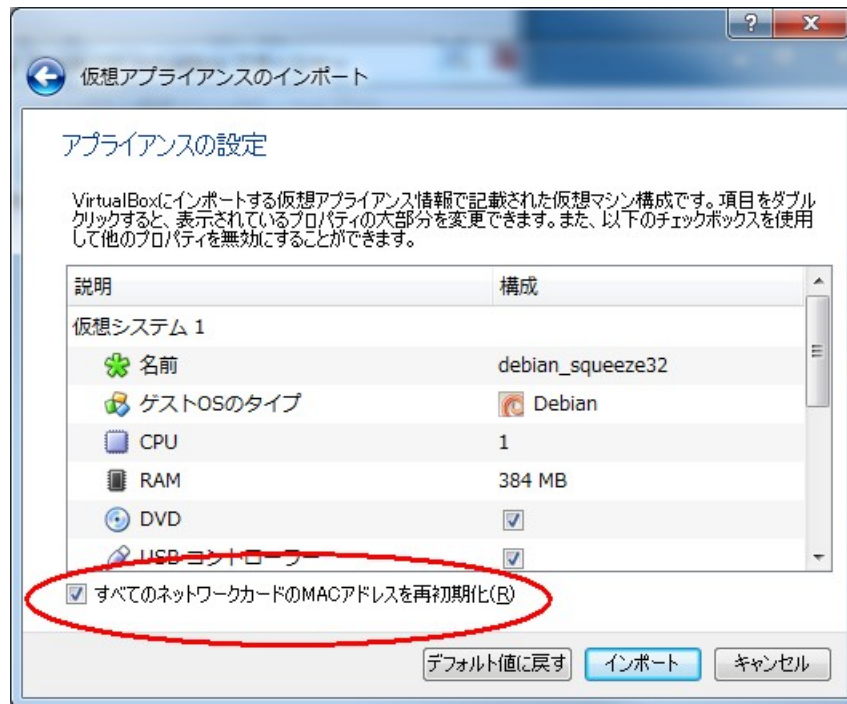 仮想アプライアンスのインポート
アプライアンスの設定
VirtualBoxにインポートする仮想アプライアンス情報で記載された仮想マシン構成です。項目をダブル
クリックすると、表示されているプロパティの大部分を変更できます。また、以下のチェックボックスを使用
して他のプロパティを無効にすることができます。
説明 構成
仮想システム 1
名前 debian_squeeze32
ゲストOSのタイプ Debian
CPU 1
RAM 384 MB
DVD
USB コントローラー
すべてのネットワークカードのMACアドレスを再初期化(R)
デフォルト値に戻す インポート キャンセル